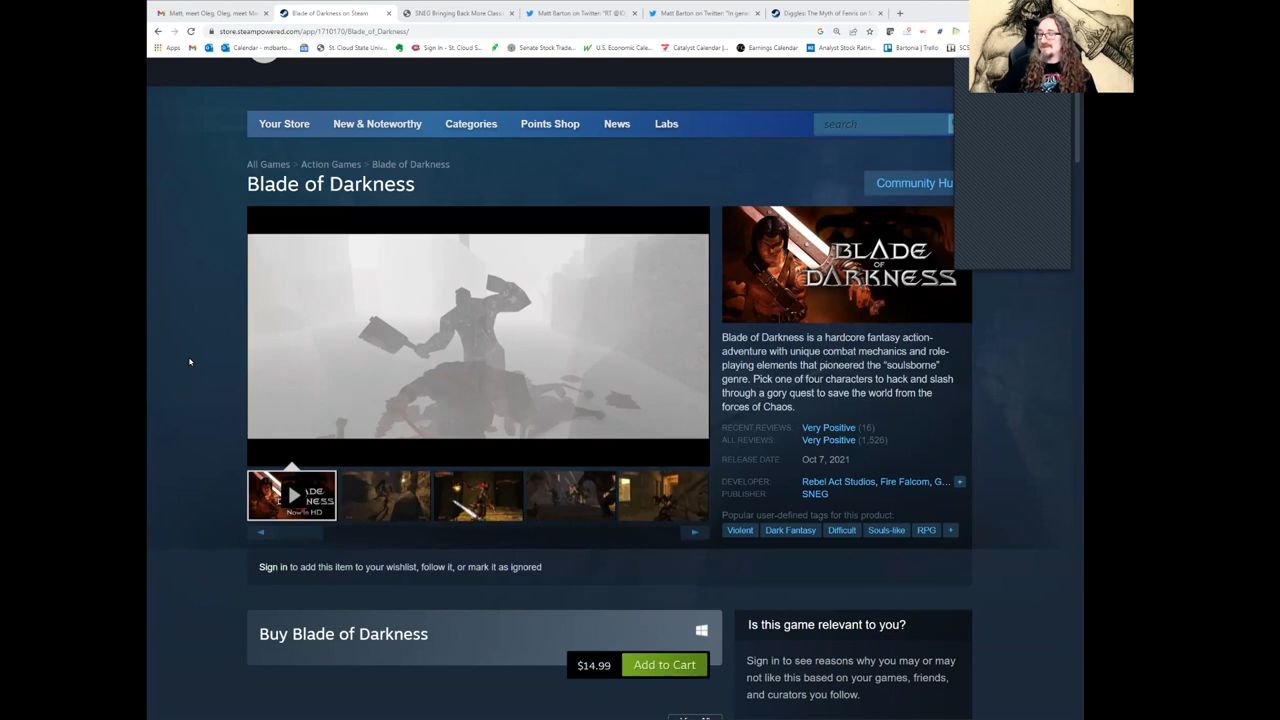 Matt, meet Oleg, Oleg, meet M
Blade of Darkness on Steam
SNEG Bringing Back More Classi
Matt Barton on Twitter: "RT @IG
Matt Barton on Twitter: "In gene
Diggles: The Myth of Fenris on S
store.steampowered.com/app/1710170/Blade_of_Darkness/
Apps
Calendar - mdbarto...
St. Cloud State Univ...
Sign In - St. Cloud S...
Senate Stock Trade...
U.S. Economic Cale...
Catalyst Calendar |...
Earnings Calendar
Analyst Stock Ratin...
Bartonia | Trello
Your Store
New & Noteworthy
Categories
Points Shop
News
Labs
search
All Games > Action Games > Blade of Darkness
Blade of Darkness
Community Hu
BLADE
OF
DARKNESS
Blade of Darkness is a hardcore fantasy action-
adventure with unique combat mechanics and role-
playing elements that pioneered the "soulsborne"
genre. Pick one of four characters to hack and slash
through a gory quest to save the world from the
forces of Chaos.
RECENT REVIEWS: Very Positive (16)
ALL REVIEWS: Very Positive (1,526)
RELEASE DATE: Oct 7, 2021
DEVELOPER: Rebel Act Studios, Fire Falcom, G... +
PUBLISHER: SNEG
Now in HD
Popular user-defined tags for this product:
Violent
Dark Fantasy
Difficult
Souls-like
RPG
+
Sign in to add this item to your wishlist, follow it, or mark it as ignored
Buy Blade of Darkness
$14.99
Add to Cart
Is this game relevant to you?
Sign in to see reasons why you may or may
not like this based on your games, friends,
and curators you follow.